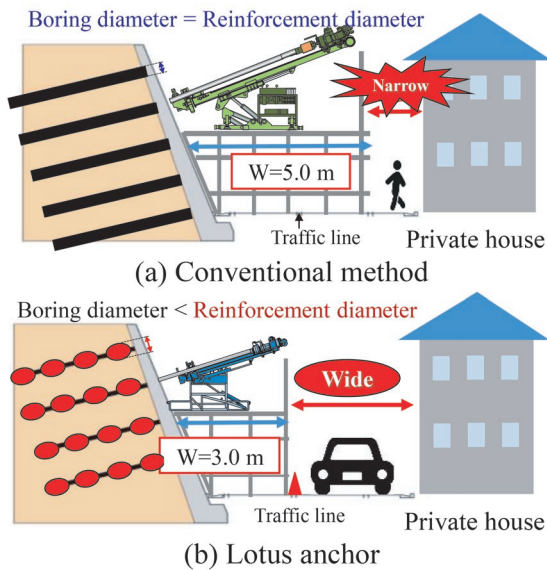 Boring diameter = Reinforcement diameter
Narrow
W=5.0 m
Traffic line
Private house
(a) Conventional method
Boring diameter < Reinforcement diameter
Wide
W=3.0 m
Traffic line
Private house
(b) Lotus anchor